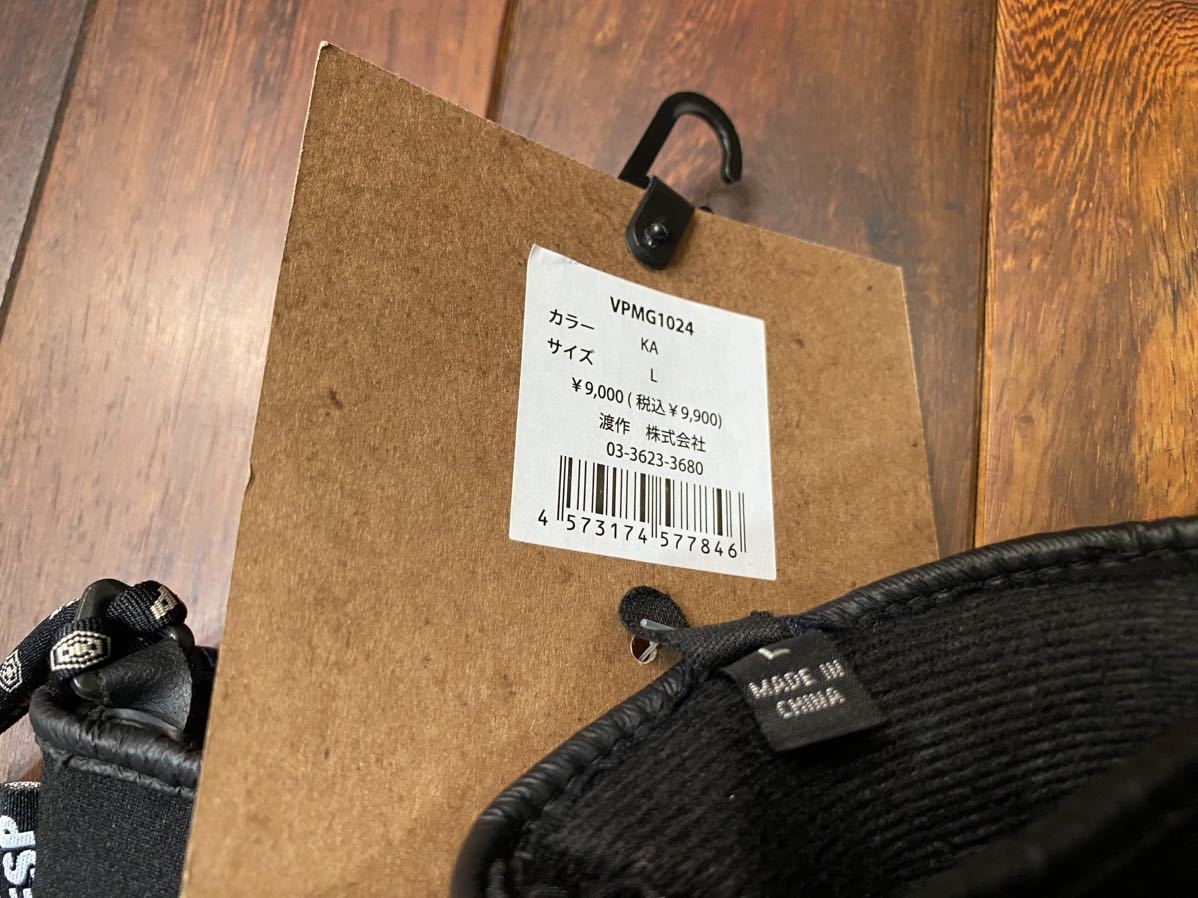 VPMG1024
カラー KA
サイズ L
¥9,000 ( 税込 ¥9,900)
渡作 株式会社
03-3623-3680
4 573174 577846
L
MADE IN
CHINA